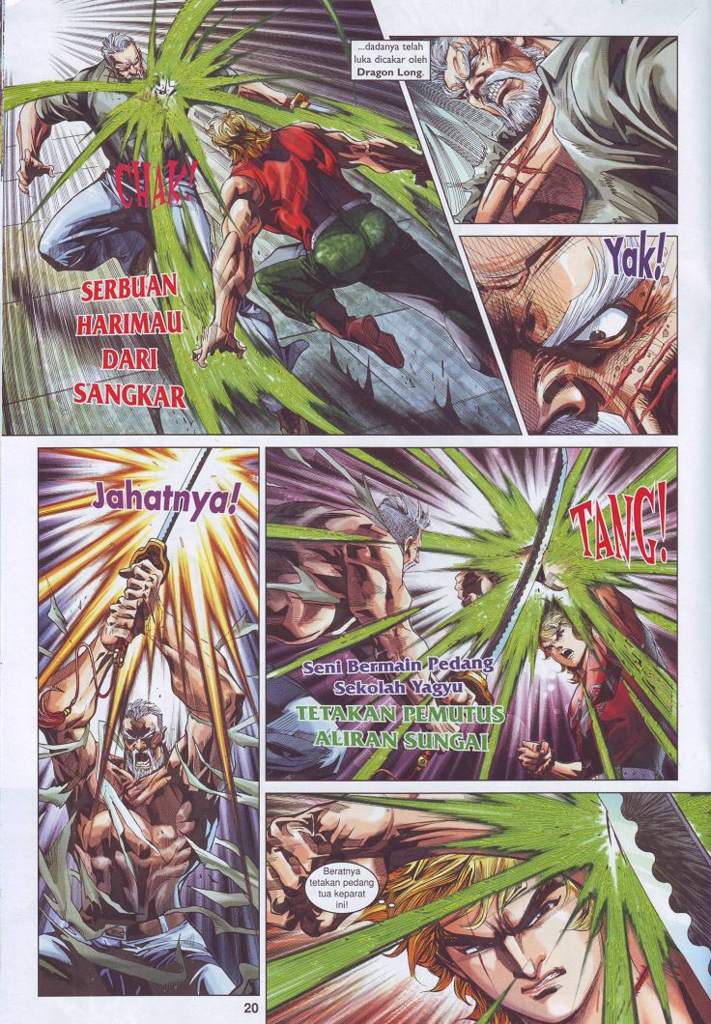 ...dadanya telah
luka dicakar oleh
Dragon Long.
CHAK!
SERBUAN
HARIMAU
DARI
SANGKAR
Yak!
Jahatnya!
TANG!
Seni Bermain Pedang
Sekolah Yagyu
TETAKAN PEMUTUS
ALIRAN SUNGAI
Beratnya
tetakan pedang
tua keparat
ini!
20